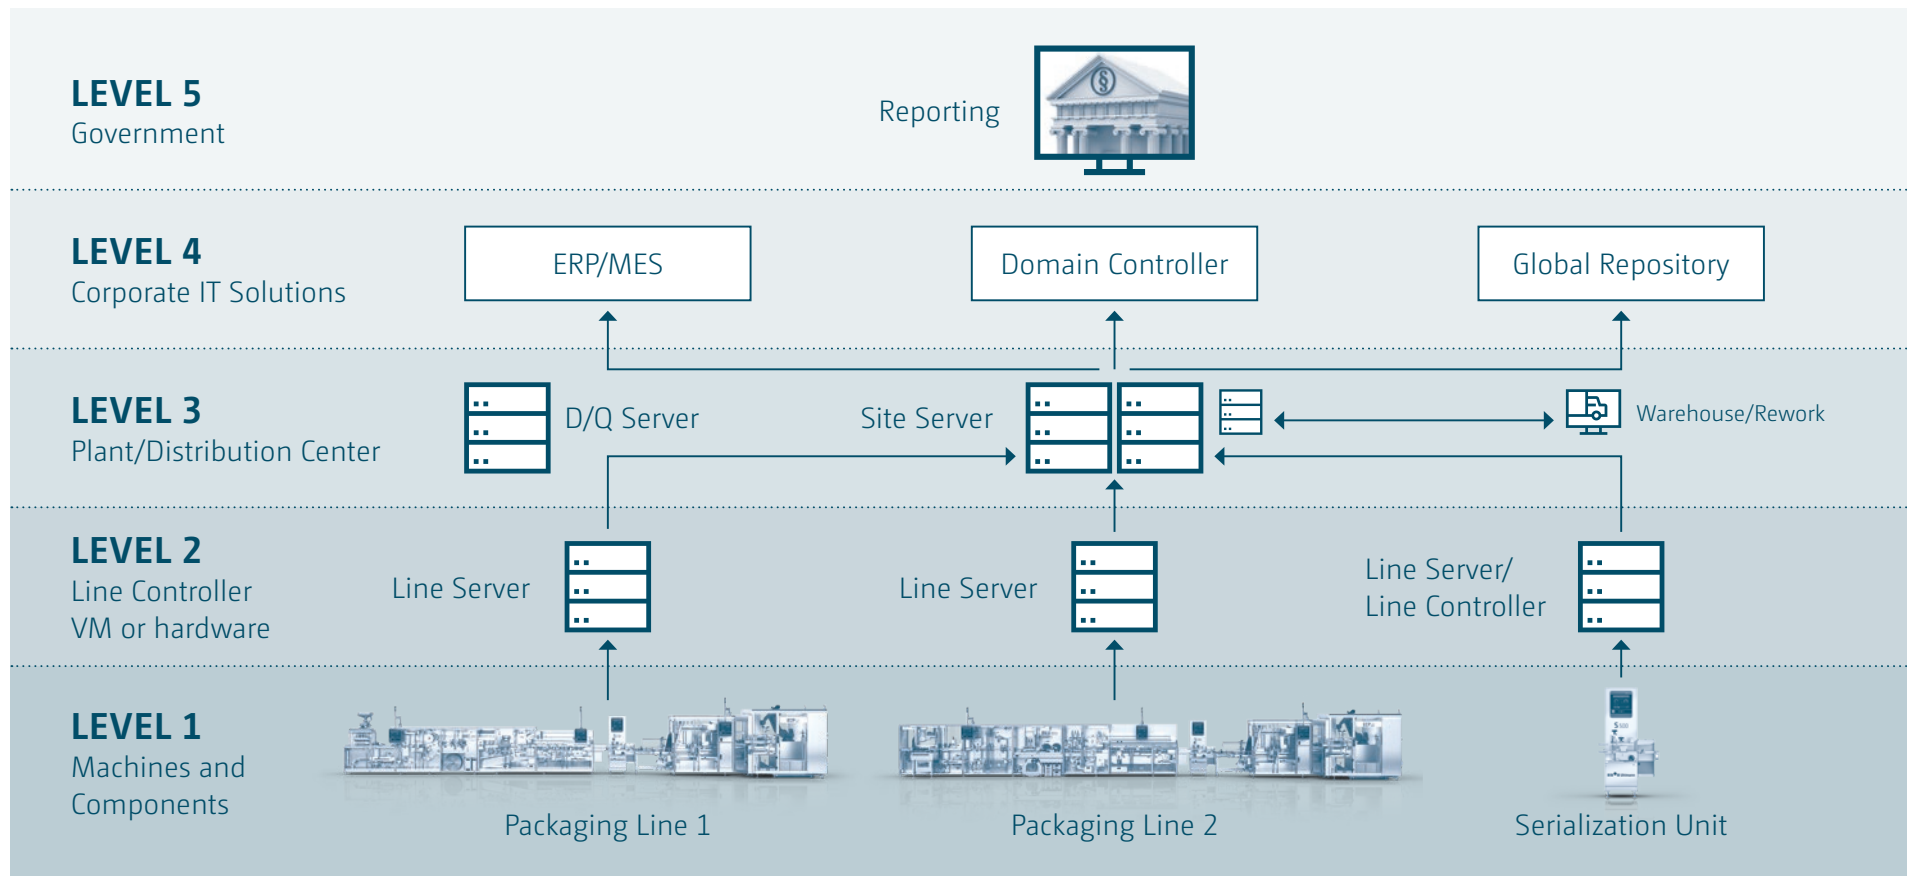 LEVEL 5
Government
Reporting
§
LEVEL 4
Corporate IT Solutions
ERP/MES
Domain Controller
Global Repository
LEVEL 3
Plant/Distribution Center
D/Q Server
Site Server
Warehouse/Rework
LEVEL 2
Line Controller
VM or hardware
Line Server
Line Server
Line Server/
Line Controller
LEVEL 1
Machines and
Components
Packaging Line 1
Packaging Line 2
Serialization Unit